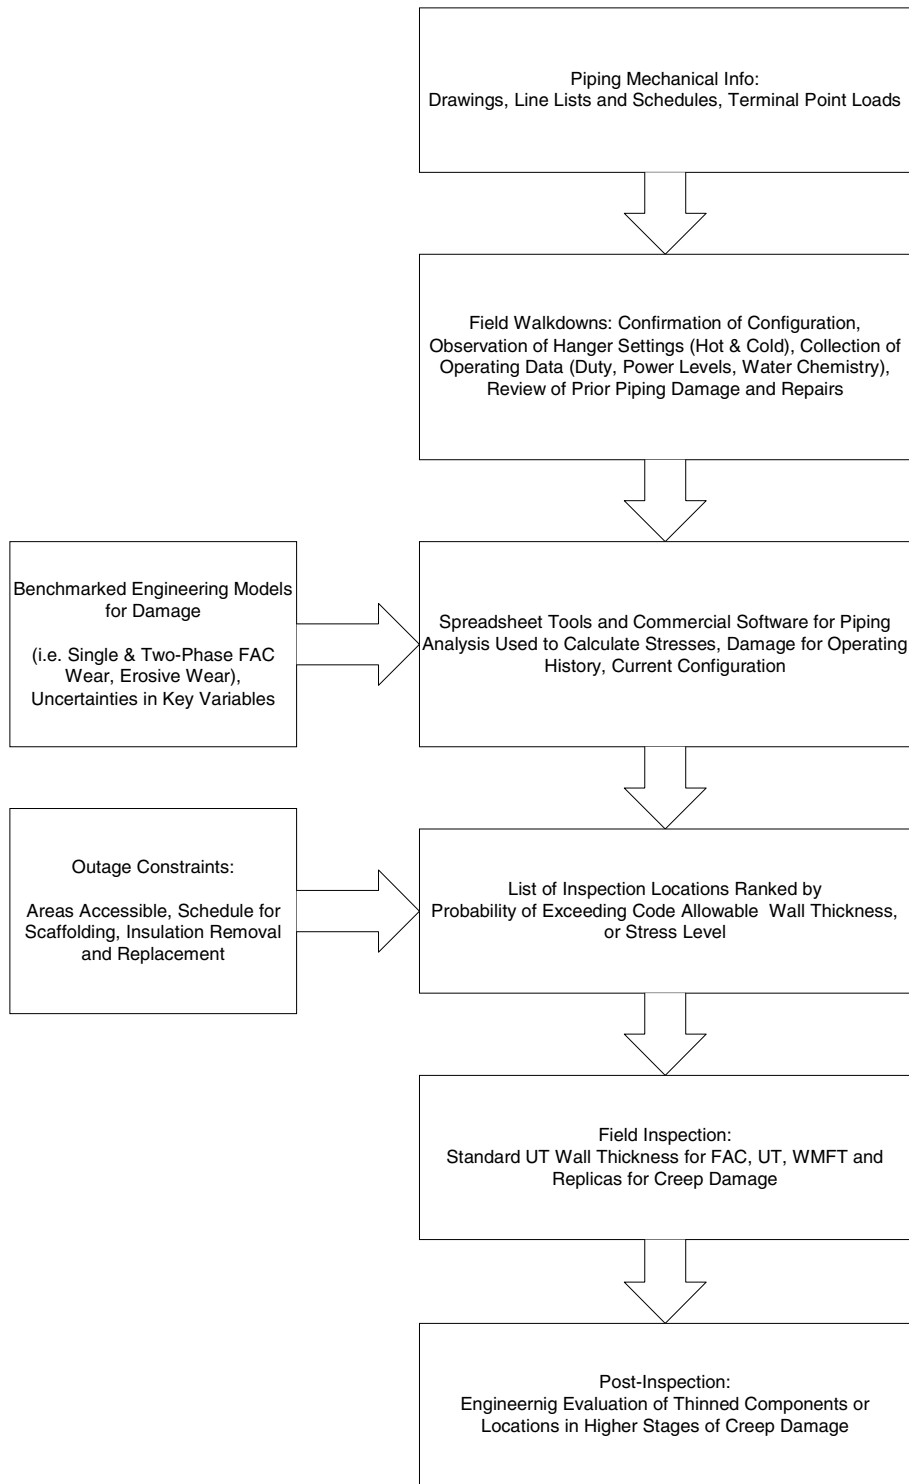 Piping Mechanical Info:
Drawings, Line Lists and Schedules, Terminal Point Loads
Field Walkdowns: Confirmation of Configuration,
Observation of Hanger Settings (Hot & Cold), Collection of
Operating Data (Duty, Power Levels, Water Chemistry),
Review of Prior Piping Damage and Repairs
Benchmarked Engineering Models
for Damage
(i.e. Single & Two-Phase FAC
Wear, Erosive Wear),
Uncertainties in Key Variables
Spreadsheet Tools and Commercial Software for Piping
Analysis Used to Calculate Stresses, Damage for Operating
History, Current Configuration
Outage Constraints:
Areas Accessible, Schedule for
Scaffolding, Insulation Removal
and Replacement
List of Inspection Locations Ranked by
Probability of Exceeding Code Allowable  Wall Thickness,
or Stress Level
Field Inspection:
Standard UT Wall Thickness for FAC, UT, WMFT and
Replicas for Creep Damage
Post-Inspection:
Engineernig Evaluation of Thinned Components or
Locations in Higher Stages of Creep Damage